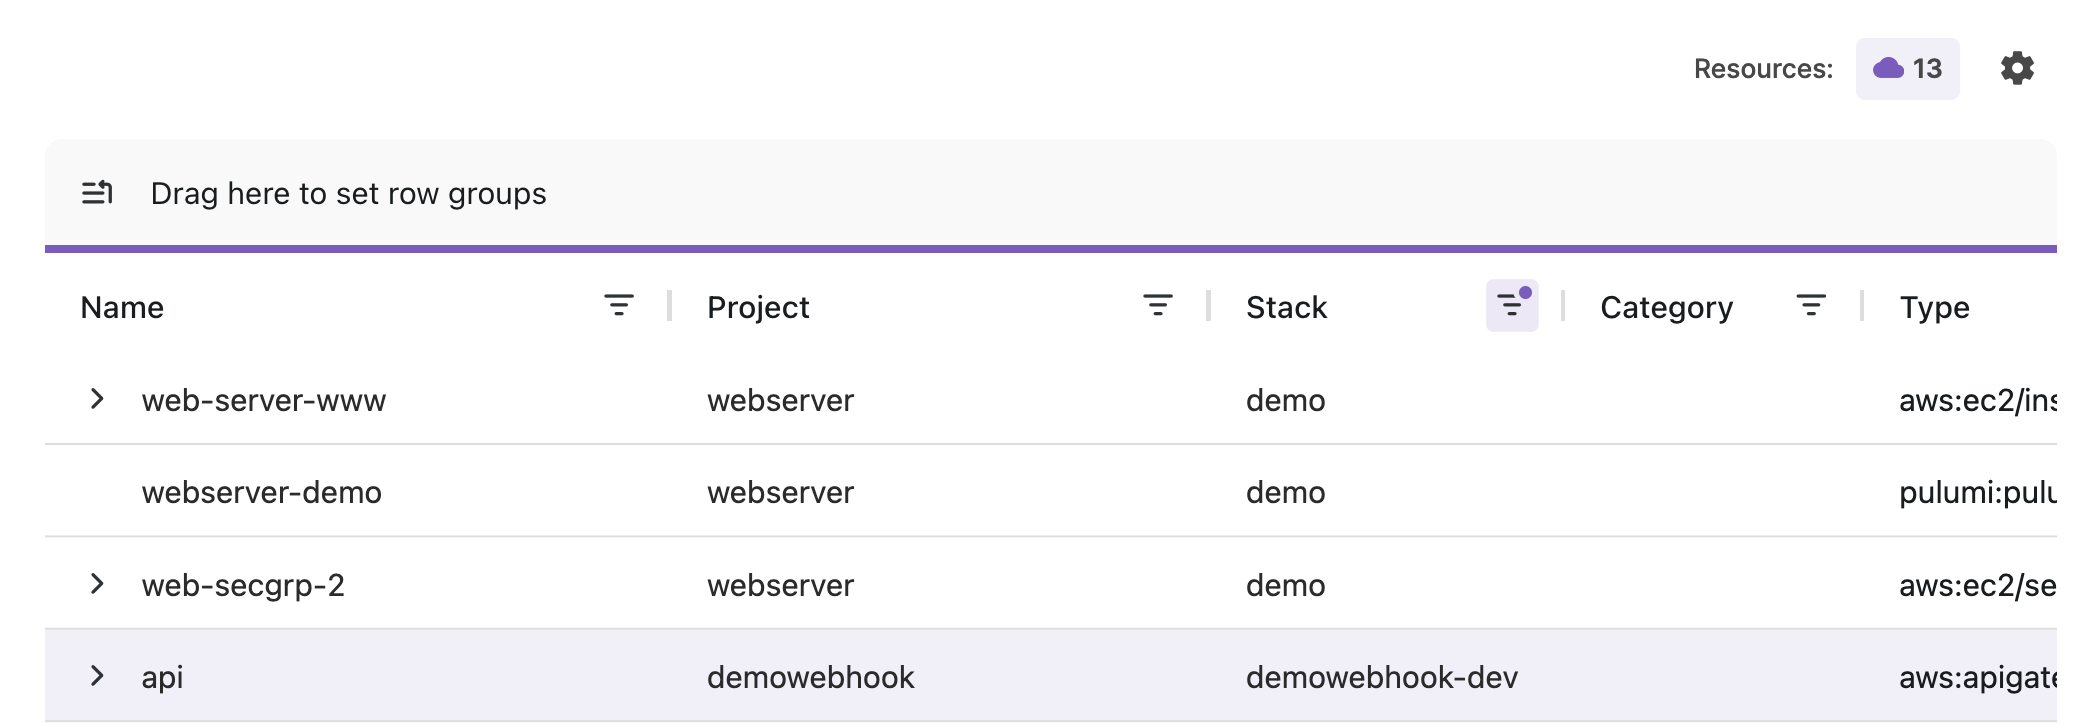 Resources: 13
Drag here to set row groups
Name Project Stack Category Type
web-server-www webserver demo aws:ec2/ins
webserver-demo webserver demo pulumi:pulu
web-secgrp-2 webserver demo aws:ec2/se
api demowebhook demowebhook-dev aws:apigate